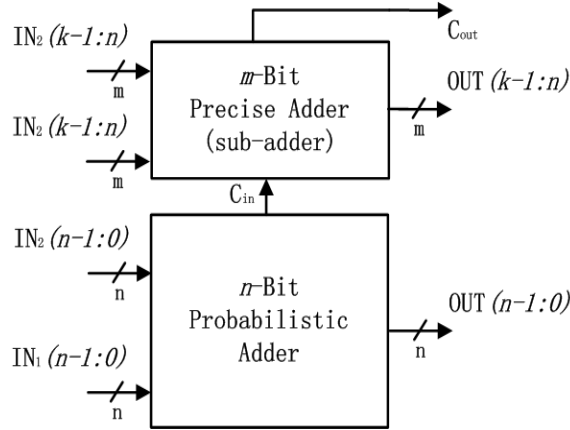 IN₂(k-1:n)
m
IN₂(k-1:n)
m
m-Bit
Precise Adder
(sub-adder)
Cout
OUT(k-1:n)
m
Cin
IN₂(n-1:0)
n
IN₁(n-1:0)
n
n-Bit
Probabilistic
Adder
OUT(n-1:0)
n